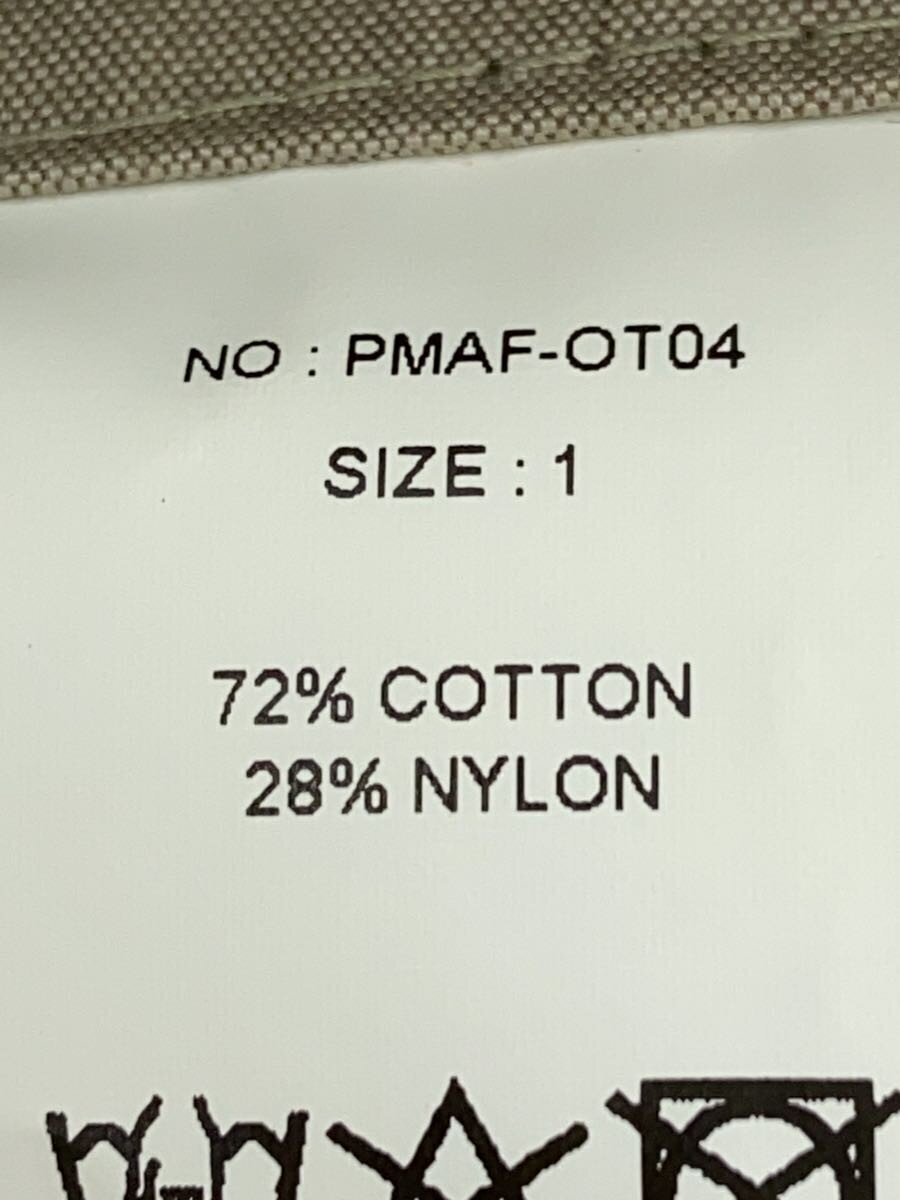 NO : PMAF-OT04
SIZE : 1
72% COTTON
28% NYLON